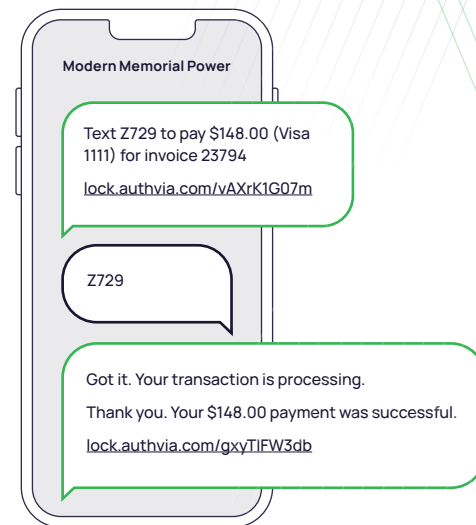 Modern Memorial Power
Text Z729 to pay $148.00 (Visa
1111) for invoice 23794
lock.authvia.com/vAXrK1G07m
Z729
Got it. Your transaction is processing.
Thank you. Your $148.00 payment was successful.
lock.authvia.com/gxyTlFW3db